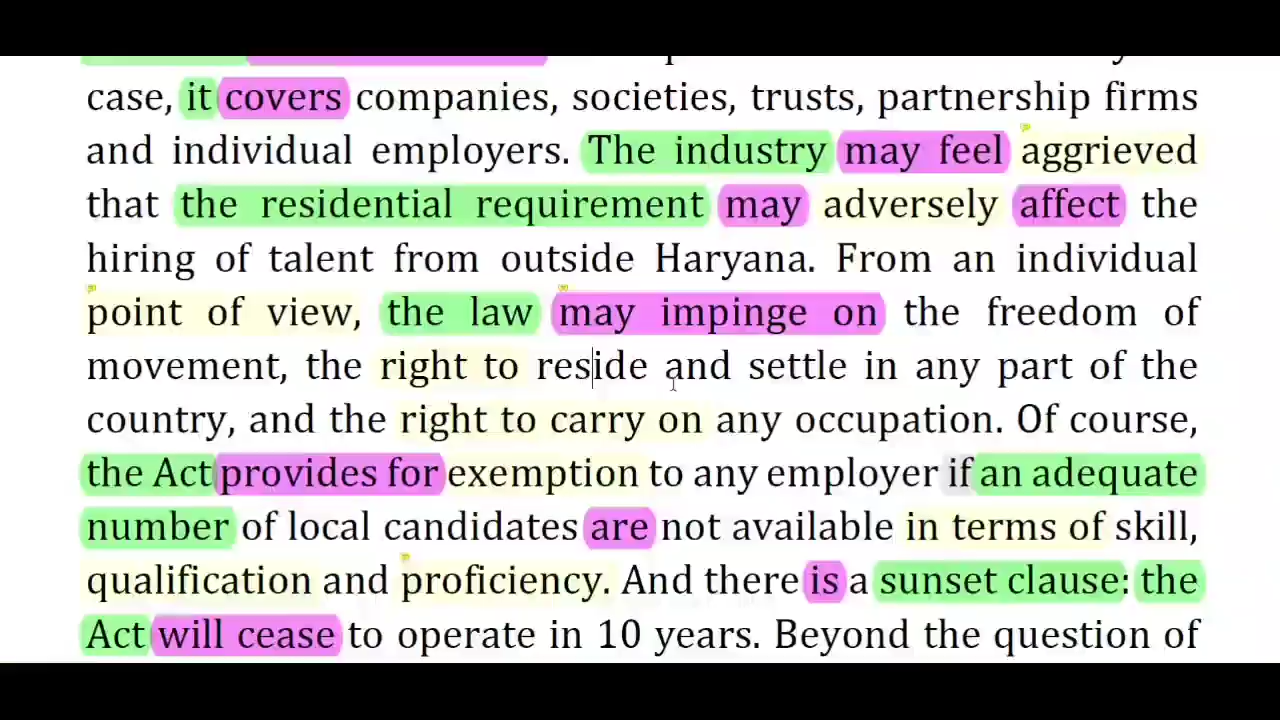 case, it covers companies, societies, trusts, partnership firms
and individual employers. The industry may feel aggrieved
that the residential requirement may adversely affect the
hiring of talent from outside Haryana. From an individual
point of view, the law may impinge on the freedom of
movement, the right to reside and settle in any part of the
country, and the right to carry on any occupation. Of course,
the Act provides for exemption to any employer if an adequate
number of local candidates are not available in terms of skill,
qualification and proficiency. And there is a sunset clause: the
Act will cease to operate in 10 years. Beyond the question of